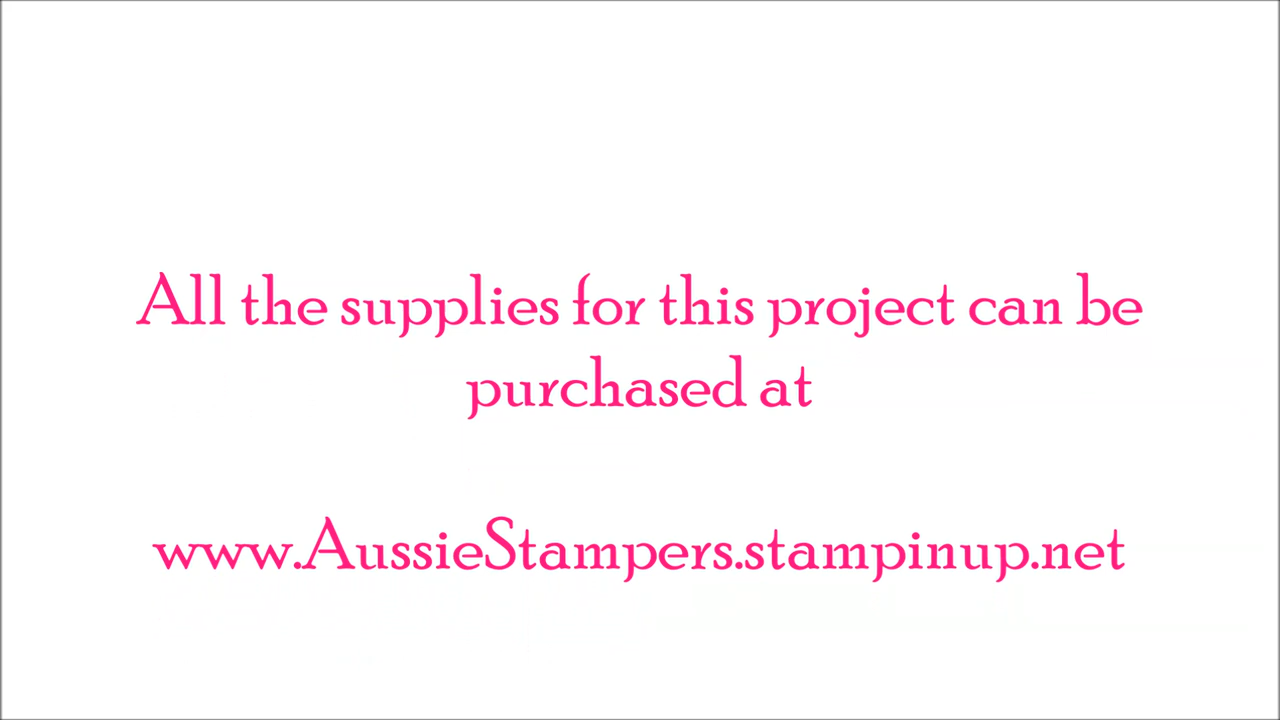 All the supplies for this project can be
purchased at
www.AussieStampers.stampinup.net